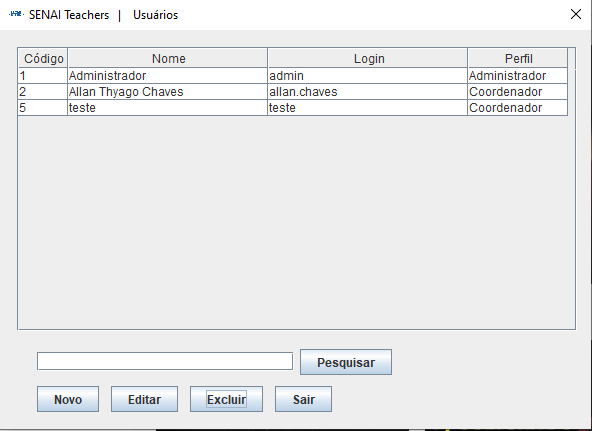 SENAI Teachers | Usuários
Código Nome Login Perfil
1 Administrador admin Administrador
2 Allan Thyago Chaves allan.chaves Coordenador
5 teste teste Coordenador
Pesquisar
Novo Editar Excluir Sair